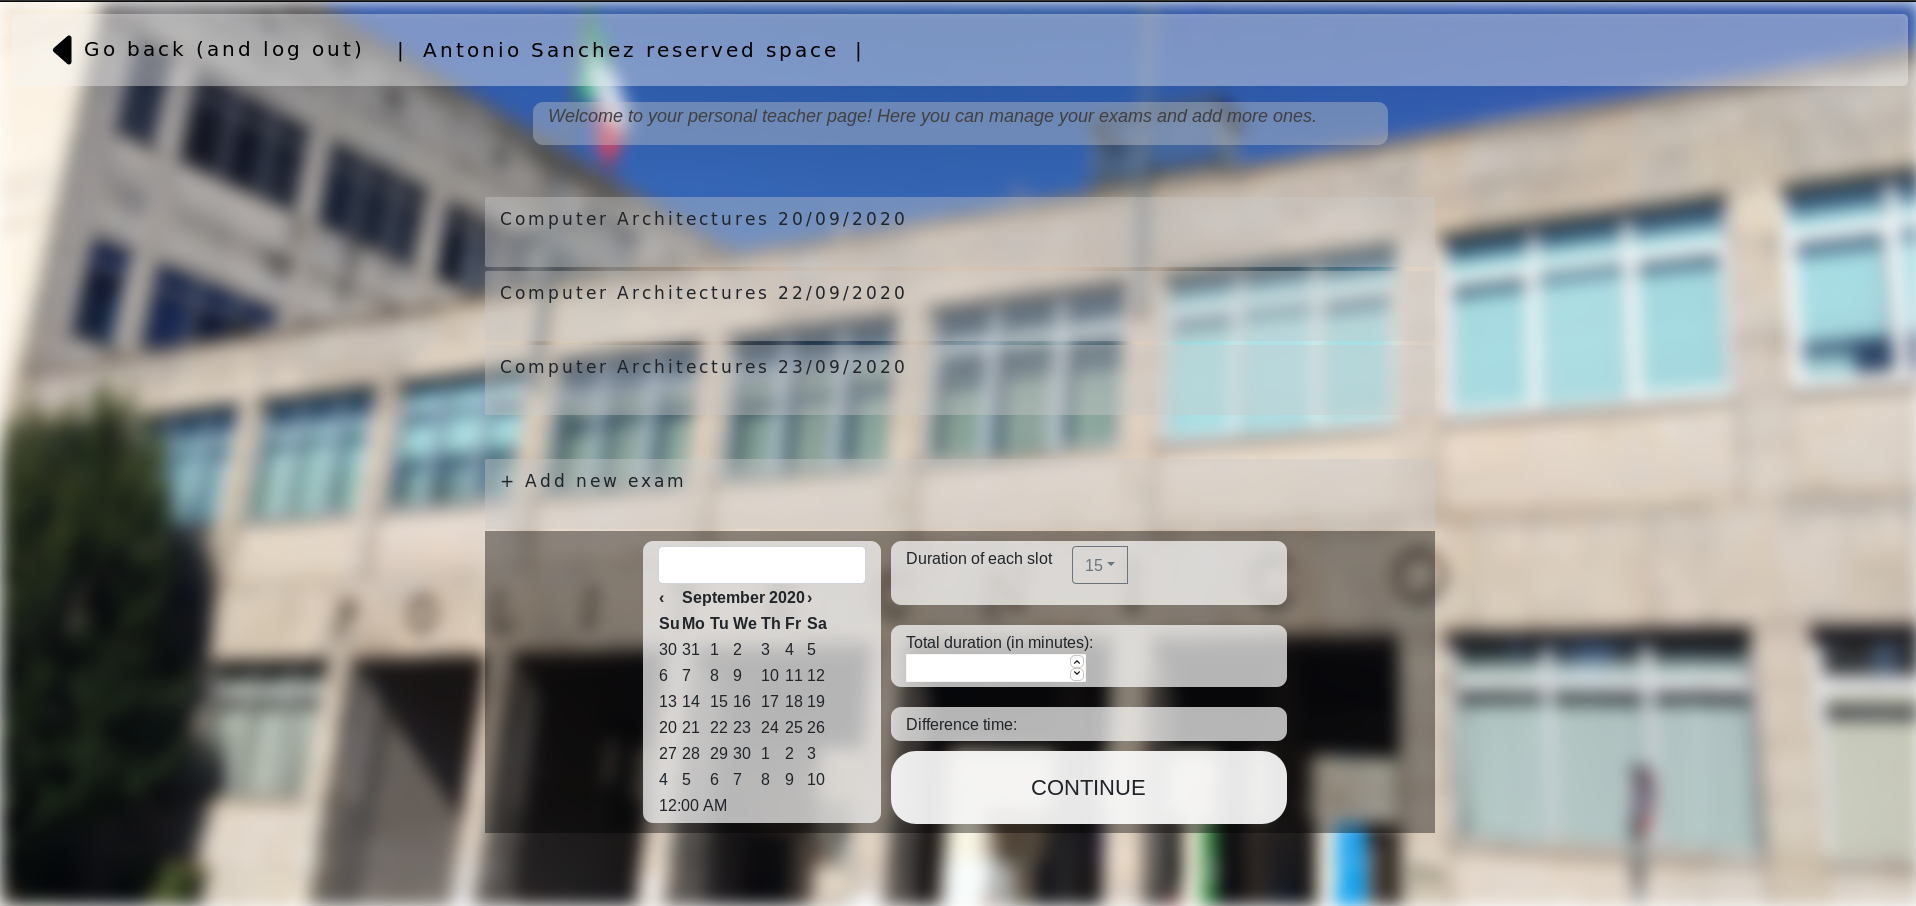 Go back (and log out) | Antonio Sanchez reserved space |
Welcome to your personal teacher page! Here you can manage your exams and add more ones.
Computer Architectures 20/09/2020
Computer Architectures 22/09/2020
Computer Architectures 23/09/2020
+ Add new exam
‹ September 2020 ›
Su Mo Tu We Th Fr Sa
30 31 1 2 3 4 5
6 7 8 9 10 11 12
13 14 15 16 17 18 19
20 21 22 23 24 25 26
27 28 29 30 1 2 3
4 5 6 7 8 9 10
12:00 AM
Duration of each slot 15
Total duration (in minutes):
Difference time:
CONTINUE